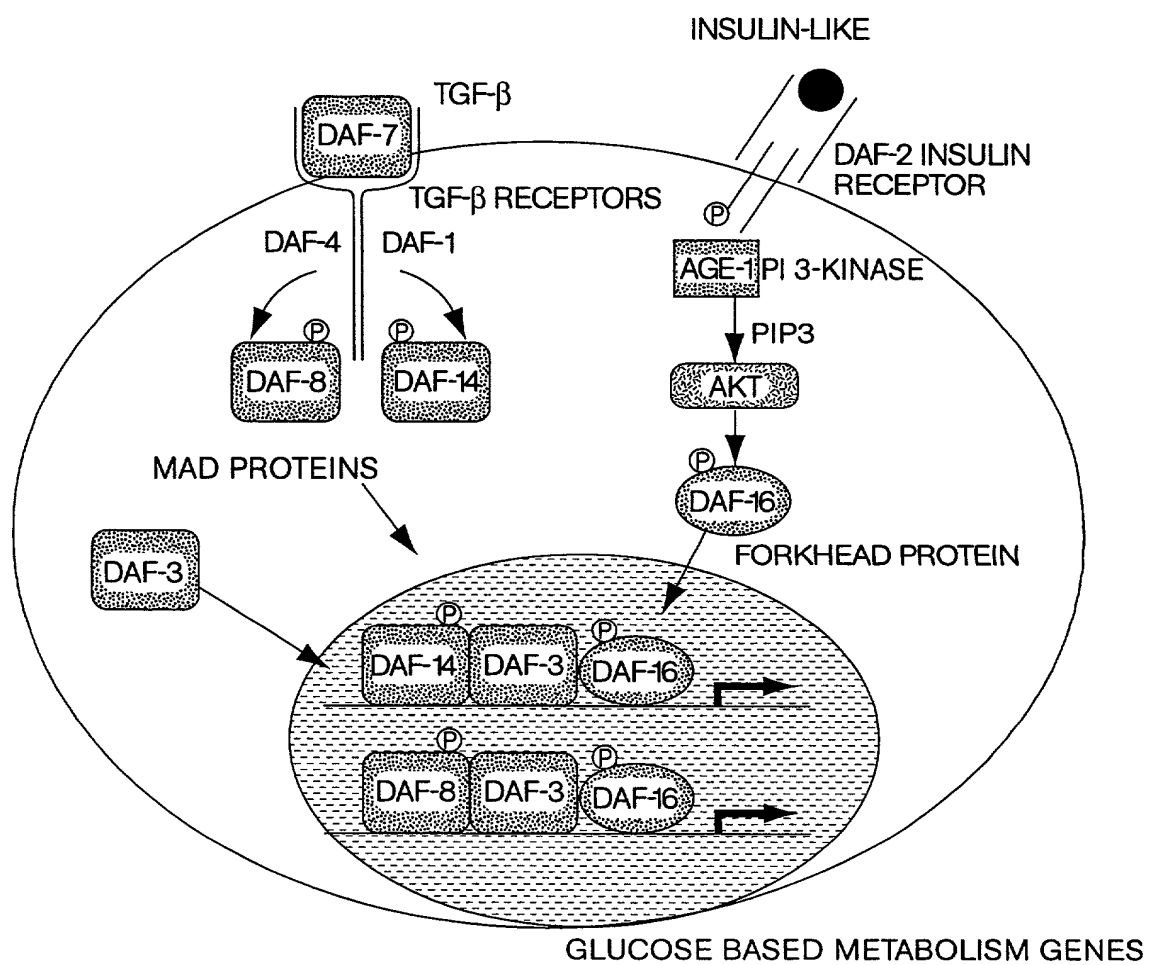 INSULIN-LIKE
TGF-β
DAF-7
DAF-2 INSULIN
RECEPTOR
TGF-β RECEPTORS
P
DAF-4
DAF-1
AGE-1
PI 3-KINASE
P
P
PIP3
DAF-8
DAF-14
AKT
MAD PROTEINS
P
DAF-16
FORKHEAD PROTEIN
DAF-3
P
P
DAF-14
DAF-3
DAF-16
P
P
DAF-8
DAF-3
DAF-16
GLUCOSE BASED METABOLISM GENES